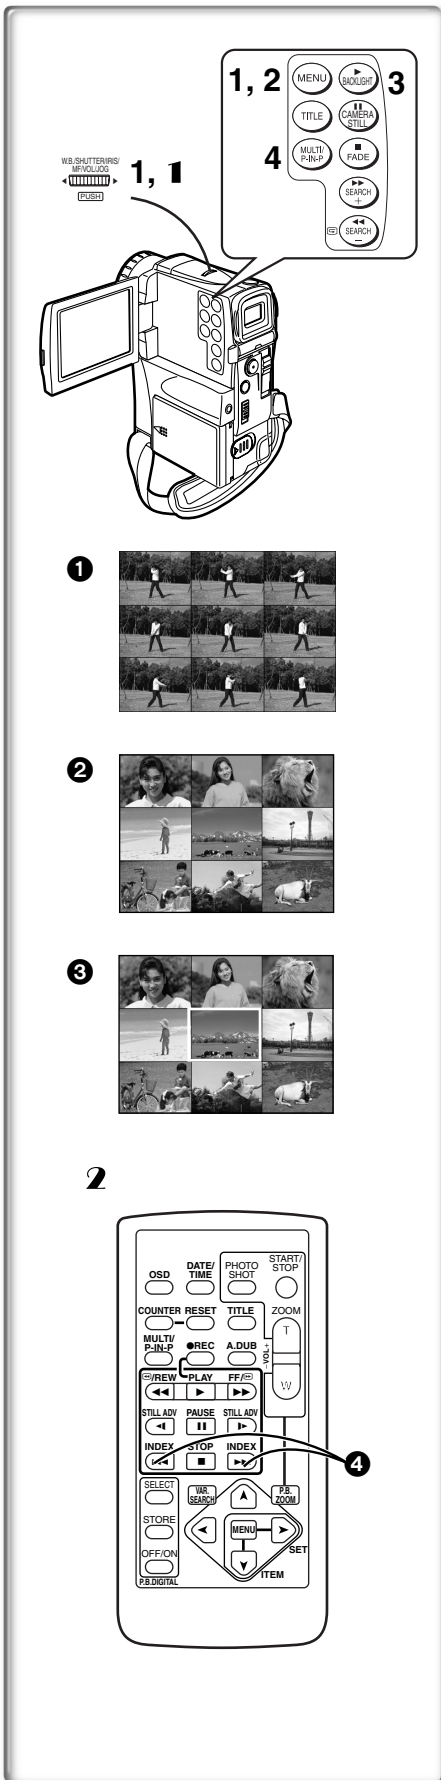 1, 2
MENU
▶
BACKLIGHT
3
TITLE
❚❚
CAMERA
STILL
4
MULTI/
P-IN-P
■
FADE
▶▶
SEARCH
+
◀◀
SEARCH
–
W.B./SHUTTER/IRIS/
MF/VOL/JOG
PUSH
1, 1
1
2
3
2
OSD
DATE/
TIME
PHOTO
SHOT
START/
STOP
COUNTER
RESET
TITLE
ZOOM
MULTI/
P-IN-P
●REC
A.DUB
T
–VOL+
W
/REW
PLAY
FF/
◀◀
▶
▶▶
STILL ADV
PAUSE
STILL ADV
INDEX
STOP
INDEX
4
SELECT
VAR.
SEARCH
P.B.
ZOOM
STORE
MENU
SET
OFF/ON
ITEM
P.B.DIGITAL